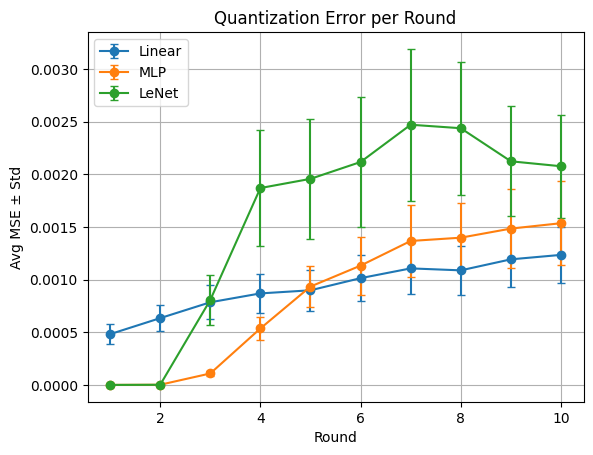 Quantization Error per Round
Linear
MLP
LeNet
Avg MSE ± Std
0.0030
0.0025
0.0020
0.0015
0.0010
0.0005
0.0000
2 4 6 8 10
Round